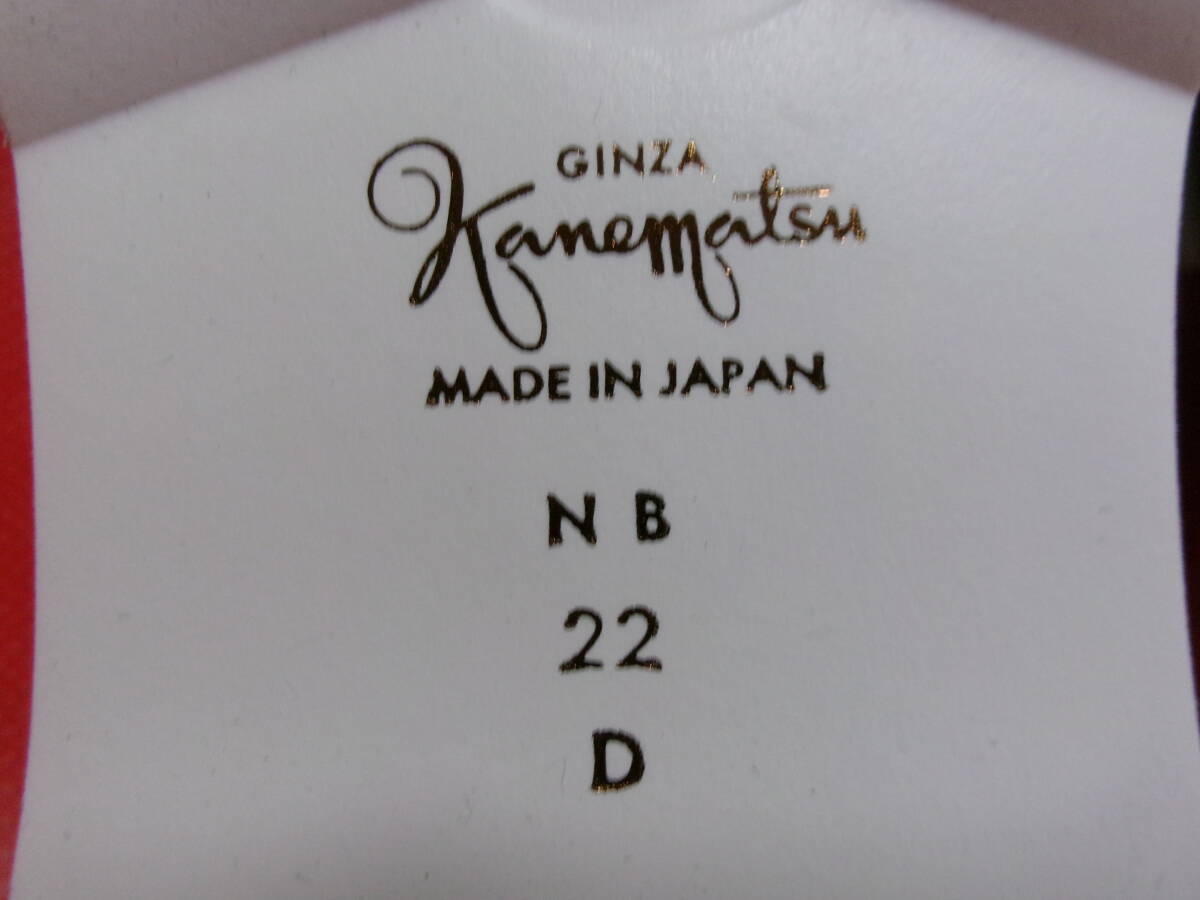 GINZA
Kanematsu
MADE IN JAPAN
N B
22
D